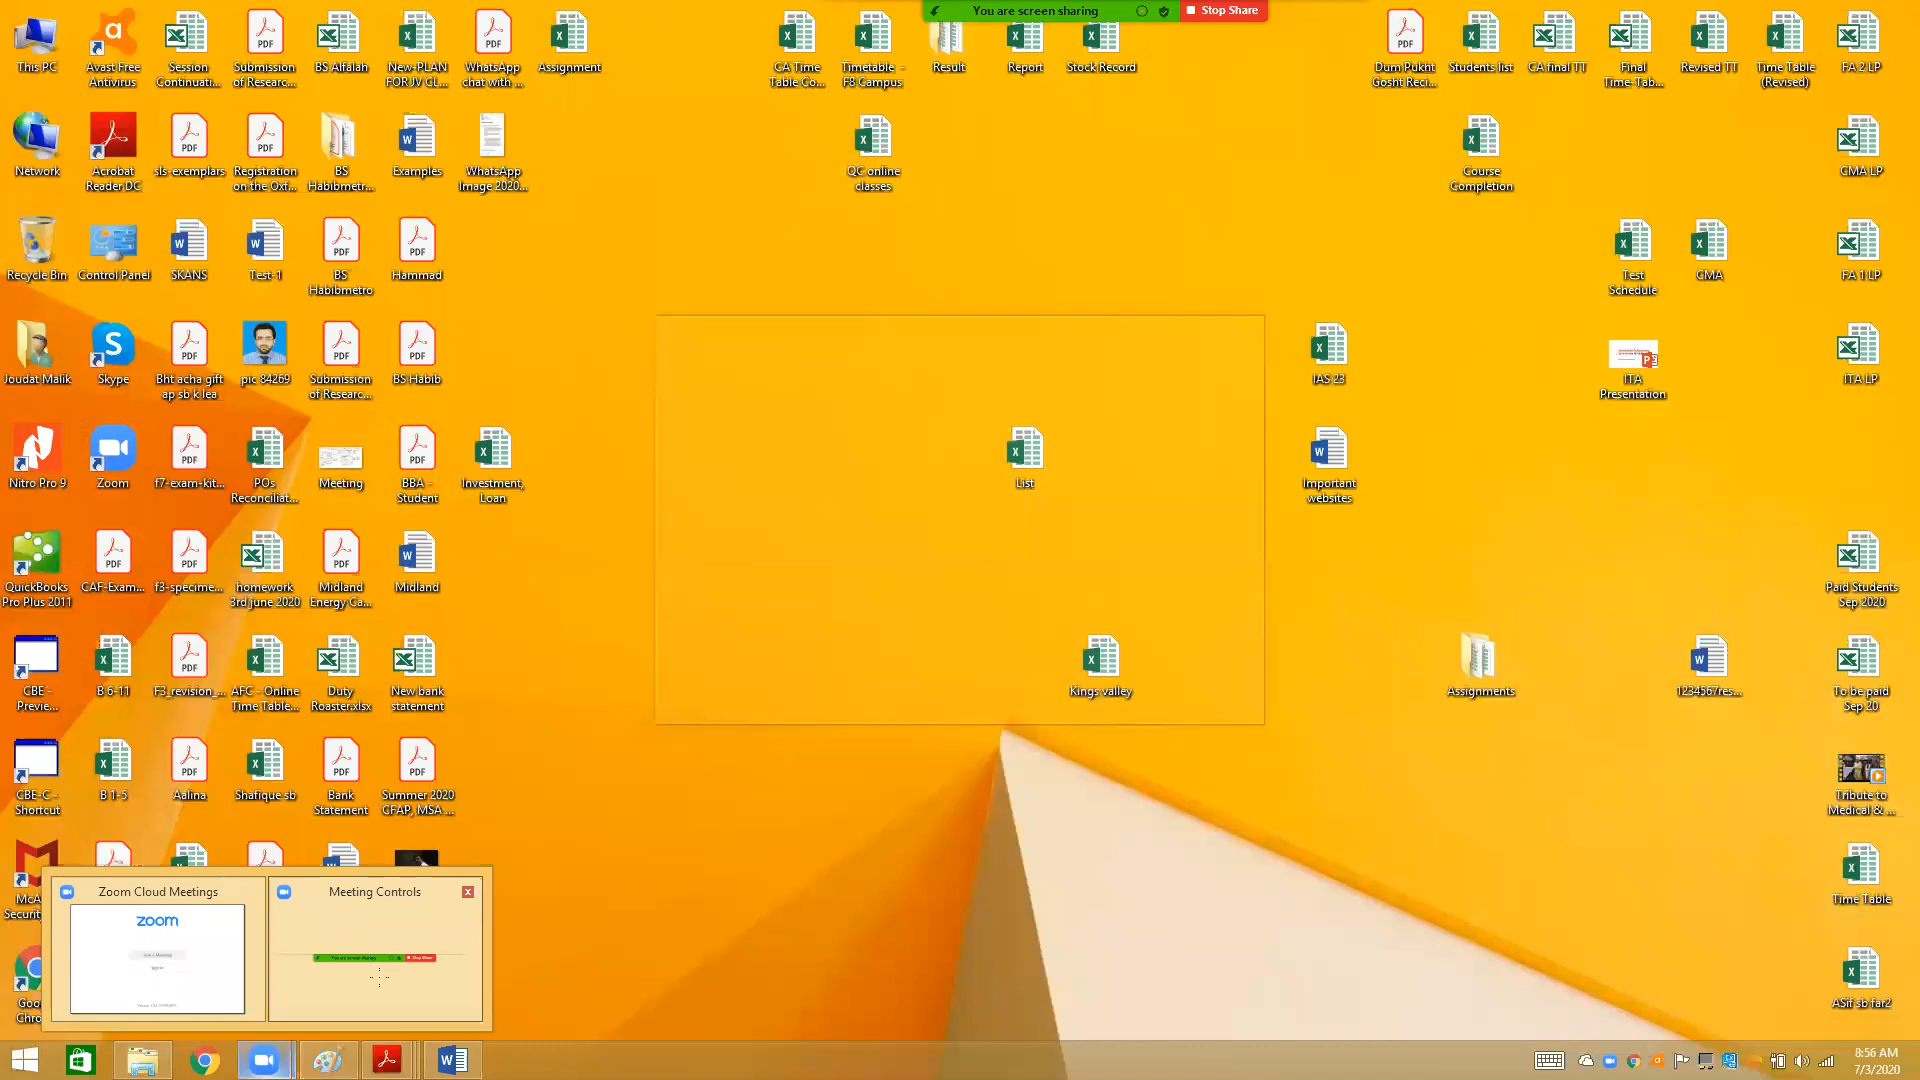 You are screen sharing
Stop Share
This PC
Avast Free
Antivirus
Session
Continuati...
Submission
of Researc...
BS Alfalah
New-PLAN
FORJV CL...
WhatsApp
chat with ...
Assignment
CA Time
Table Co...
Timetable -
F8 Campus
Result
Report
Stock Record
Dum Pukht
Gosht Reci...
Students list
CA final TT
Final
Time-Tab...
Revised TT
Time Table
(Revised)
FA 2 LP
Network
Acrobat
Reader DC
sls-exemplars
Registration
on the Oxf...
BS
Habibmetr...
Examples
WhatsApp
Image 2020...
QC online
classes
Course
Completion
CMA LP
Recycle Bin
Control Panel
SKANS
Test-1
BS
Habibmetro
Hammad
Test
Schedule
CMA
FA 1 LP
Joudat Malik
Skype
Bht acha gift
ap sb k lea
pic 84269
Submission
of Researc...
BS Habib
IAS 23
ITA
Presentation
ITA LP
Nitro Pro 9
Zoom
f7-exam-kit...
POs
Reconciliat...
Meeting
BBA -
Student
Investment,
Loan
List
Important
websites
QuickBooks
Pro Plus 2011
CAF-Exam...
f3-specime...
homework
3rd june 2020
Midland
Energy Ca...
Midland
Paid Students
Sep 2020
CBE -
Previe...
B 6-11
F3_revision_...
AFC - Online
Time Table...
Duty
Roaster.xlsx
New bank
statement
Kings valley
Assignments
1234567res...
To be paid
Sep 20
CBE-C -
Shortcut
B 1-5
Aalina
Shafique sb
Bank
Statement
Summer 2020
CFAP, MSA ...
Tribute to
Medical & ...
McA
Securit
Time Table
Goo
Chro
ASif sb far2
Zoom Cloud Meetings
zoom
Meeting Controls
You are screen sharing
Stop Share
8:56 AM
7/3/2020